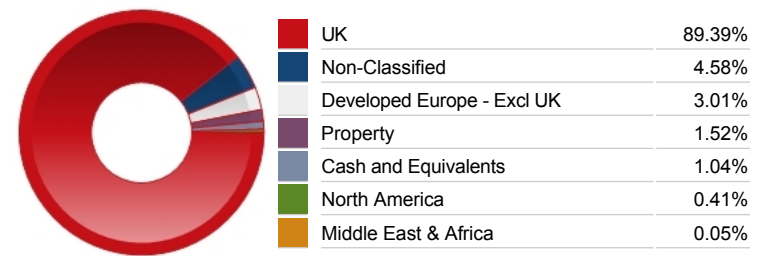 UK 89.39%
Non-Classified 4.58%
Developed Europe - Excl UK 3.01%
Property 1.52%
Cash and Equivalents 1.04%
North America 0.41%
Middle East & Africa 0.05%